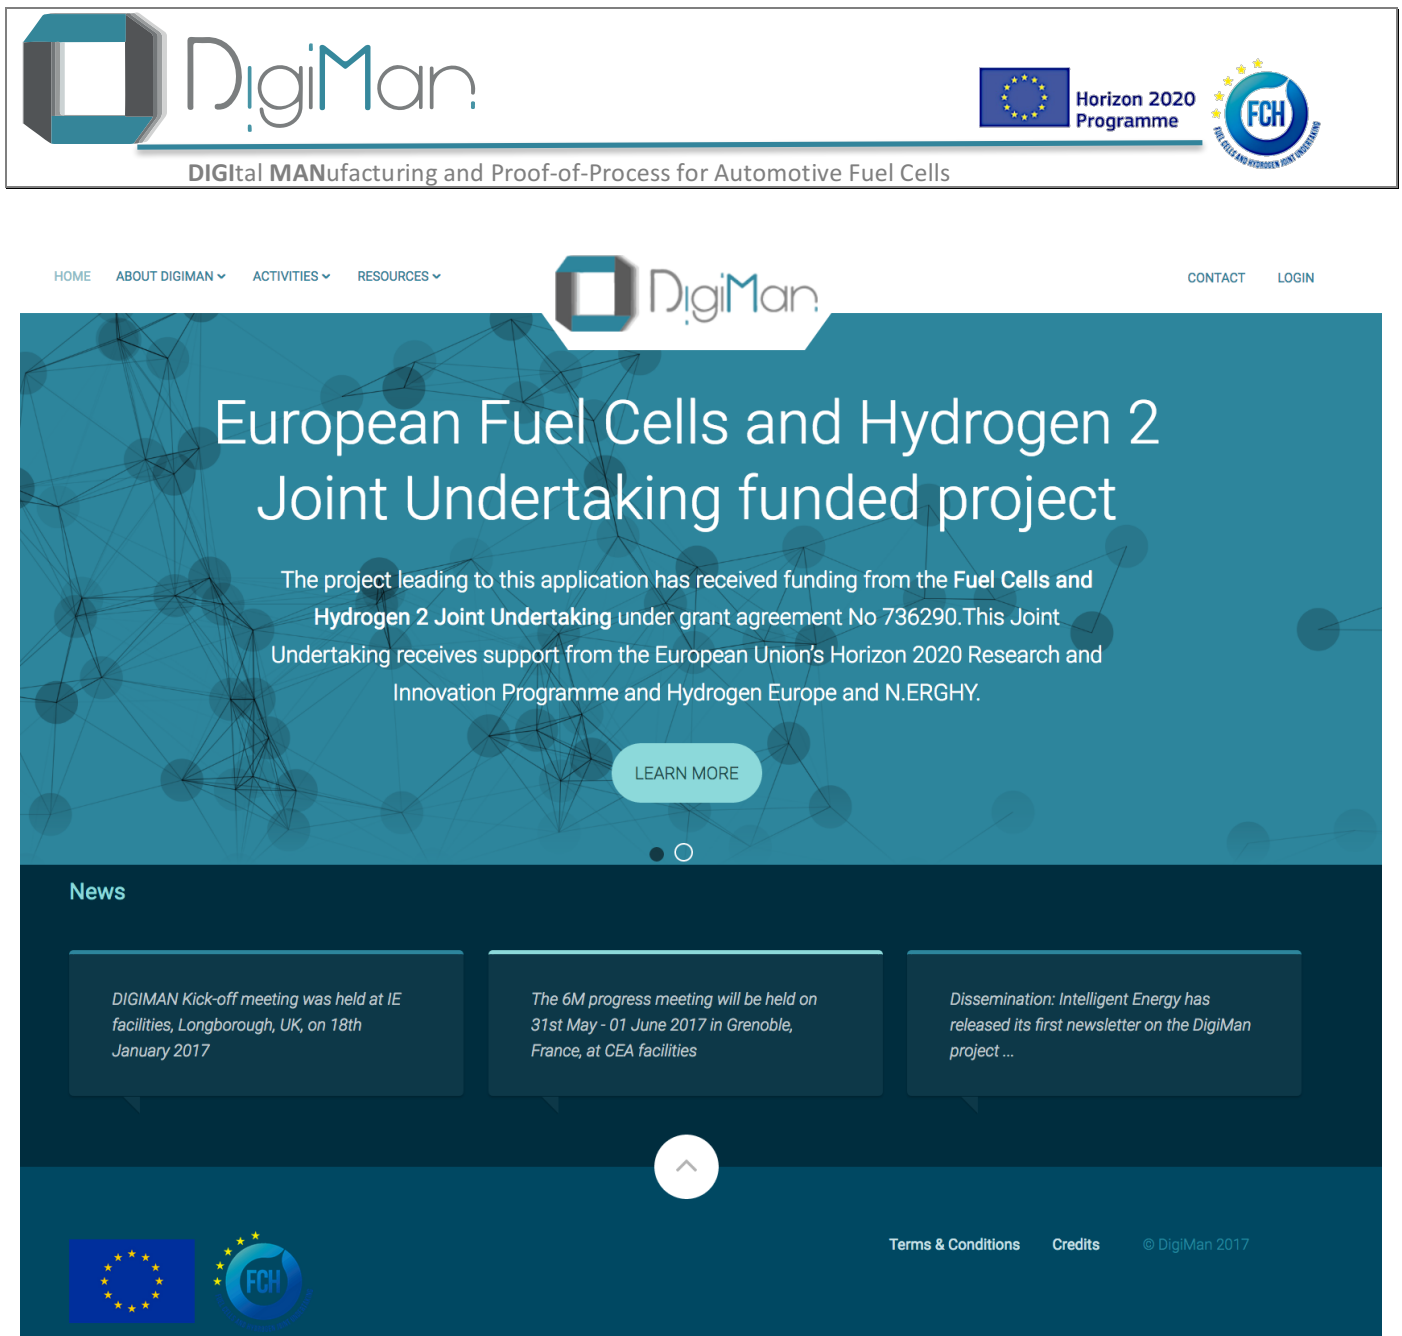 DigiMan
Horizon 2020
Programme
FCH
FUEL CELLS AND HYDROGEN JOINT UNDERTAKING
DIGItal MANufacturing and Proof-of-Process for Automotive Fuel Cells
HOME ABOUT DIGIMAN ACTIVITIES RESOURCES
DigiMan
CONTACT LOGIN
European Fuel Cells and Hydrogen 2
Joint Undertaking funded project
The project leading to this application has received funding from the Fuel Cells and
Hydrogen 2 Joint Undertaking under grant agreement No 736290.This Joint
Undertaking receives support from the European Union’s Horizon 2020 Research and
Innovation Programme and Hydrogen Europe and N.ERGHY.
LEARN MORE
News
DIGIMAN Kick-off meeting was held at IE
facilities, Longborough, UK, on 18th
January 2017
The 6M progress meeting will be held on
31st May - 01 June 2017 in Grenoble,
France, at CEA facilities
Dissemination: Intelligent Energy has
released its first newsletter on the DigiMan
project ...
FCH
Terms & Conditions Credits © DigiMan 2017